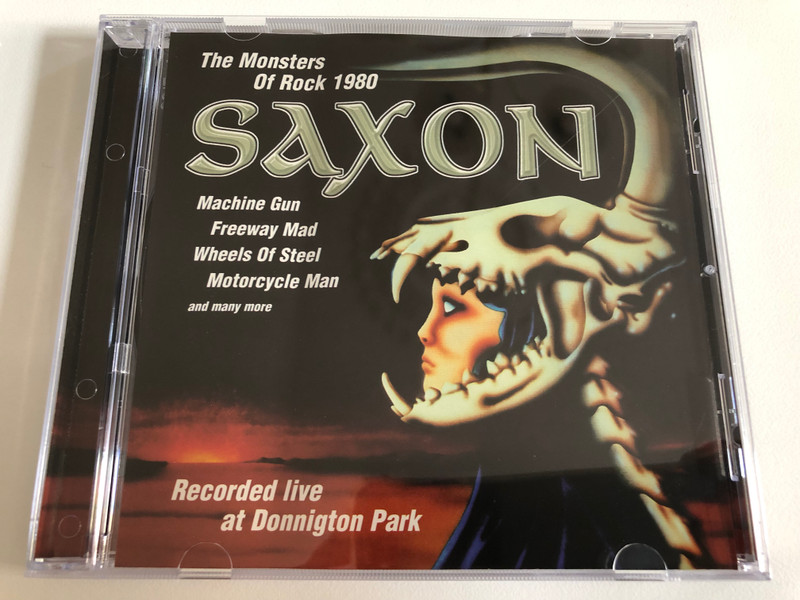 The Monsters
Of Rock 1980
SAXON
Machine Gun
Freeway Mad
Wheels Of Steel
Motorcycle Man
and many more
Recorded live
at Donnigton Park